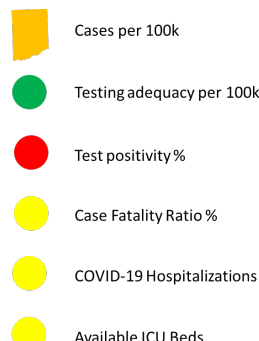 Cases per 100k
Testing adequacy per 100k
Test positivity %
Case Fatality Ratio %
COVID-19 Hospitalizations
Available ICU Beds